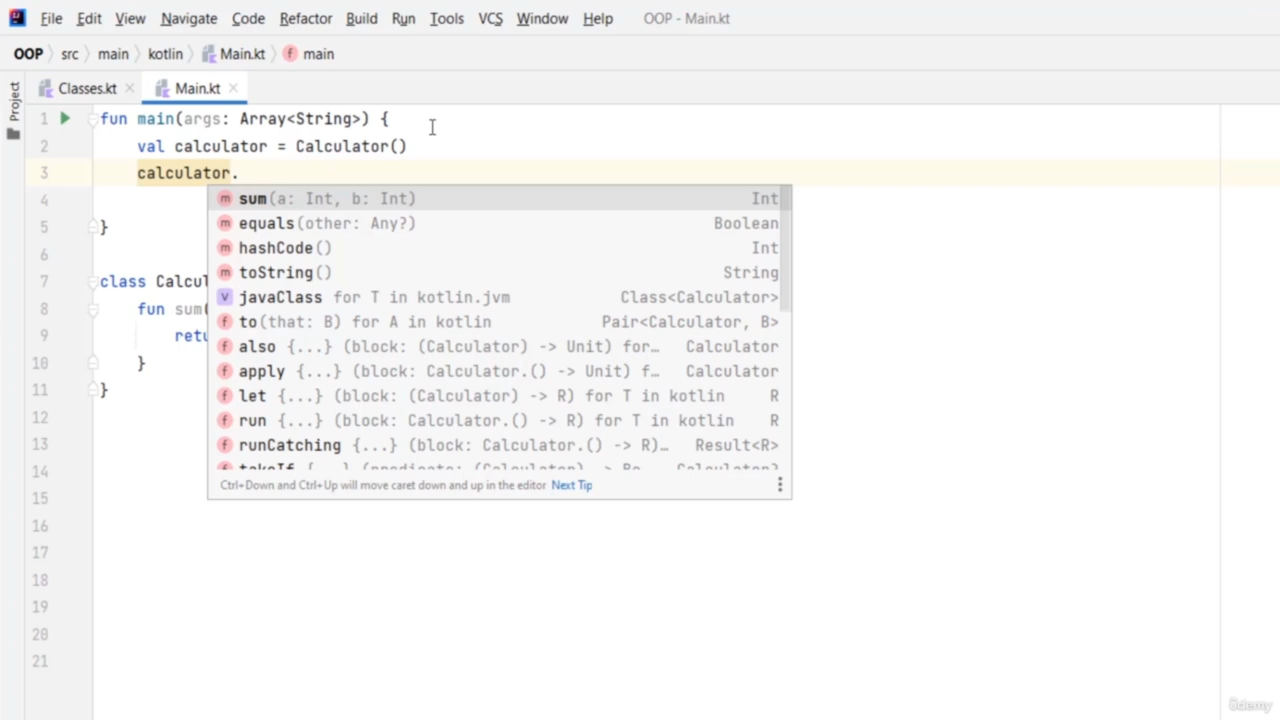 File Edit View Navigate Code Refactor Build Run Tools VCS Window Help OOP - Main.kt
OOP src main kotlin Main.kt main
Project
Classes.kt Main.kt
1 fun main(args: Array<String>) {
2 val calculator = Calculator()
3 calculator.
4
5 }
6
7 class Calcul
8 fun sum(
9 retu
10 }
11 }
12
13
14
15
16
17
18
19
20
21
m sum(a: Int, b: Int) Int
m equals(other: Any?) Boolean
m hashCode() Int
m toString() String
v javaClass for T in kotlin.jvm Class<Calculator>
f to(that: B) for A in kotlin Pair<Calculator, B>
f also {...} (block: (Calculator) -> Unit) for… Calculator
f apply {...} (block: Calculator.() -> Unit) f… Calculator
f let {...} (block: (Calculator) -> R) for T in kotlin R
f run {...} (block: Calculator.() -> R) for T in kotlin R
f runCatching {...} (block: Calculator.() -> R)… Result<R>
Ctrl+Down and Ctrl+Up will move caret down and up in the editor Next Tip
ûdemy